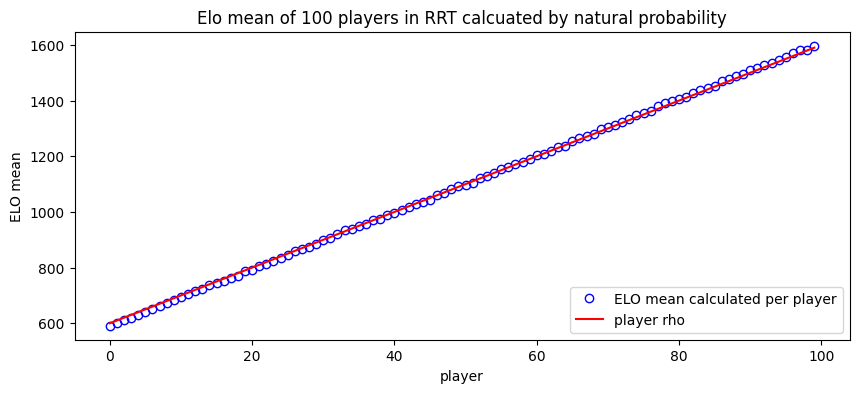 Elo mean of 100 players in RRT calcuated by natural probability
1600
1400
1200
1000
800
600
ELO mean
0
20
40
60
80
100
player
ELO mean calculated per player
player rho